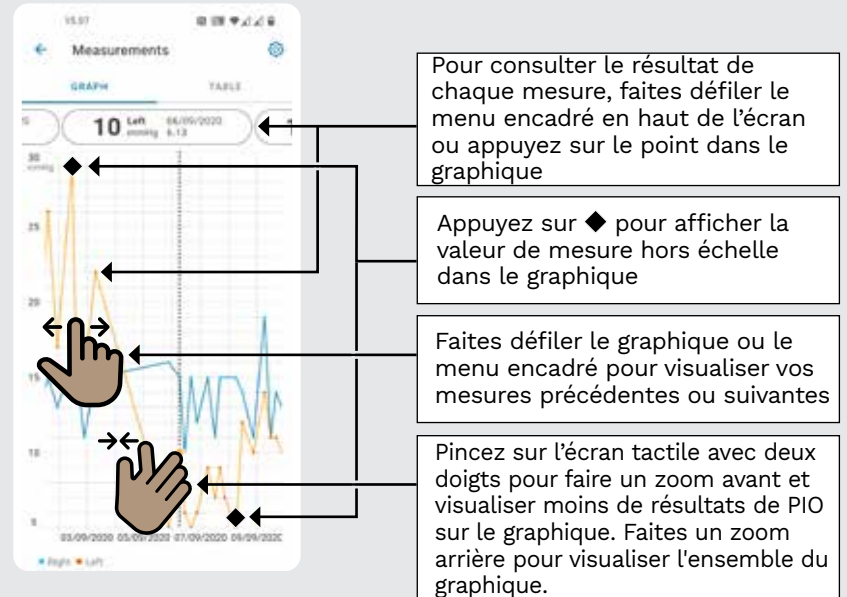 15.07
Measurements
GRAPH TABLE
10 Left 06/09/2020
mmHg 6.13
30
mmHg
25
20
15
10
5
03/09/2020 05/09/2020 07/09/2020 09/09/2020
Right Left
Pour consulter le résultat de
chaque mesure, faites défiler le
menu encadré en haut de l’écran
ou appuyez sur le point dans le
graphique
Appuyez sur ◆ pour afficher la
valeur de mesure hors échelle
dans le graphique
Faites défiler le graphique ou le
menu encadré pour visualiser vos
mesures précédentes ou suivantes
Pincez sur l’écran tactile avec deux
doigts pour faire un zoom avant et
visualiser moins de résultats de PIO
sur le graphique. Faites un zoom
arrière pour visualiser l'ensemble du
graphique.